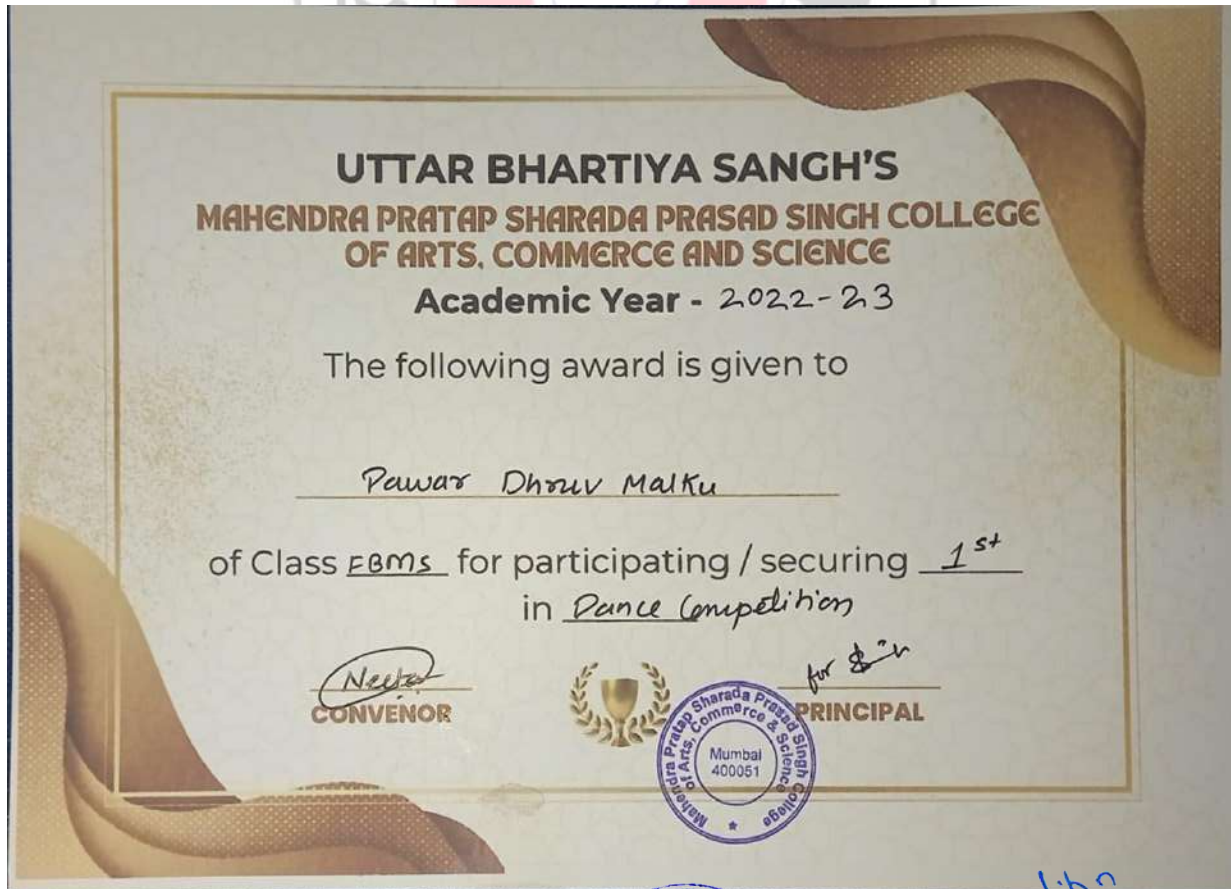 UTTAR BHARTIYA SANGH'S
MAHENDRA PRATAP SHARADA PRASAD SINGH COLLEGE
OF ARTS, COMMERCE AND SCIENCE
Academic Year - 2022-23
The following award is given to
Pawar Dhruv Malku
of Class FBMS for participating / securing 1st
in Dance Competition
for
CONVENOR
PRINCIPAL
Mahendra Pratap Sharada Prasad Singh College
of Arts, Commerce & Science
Mumbai
400051